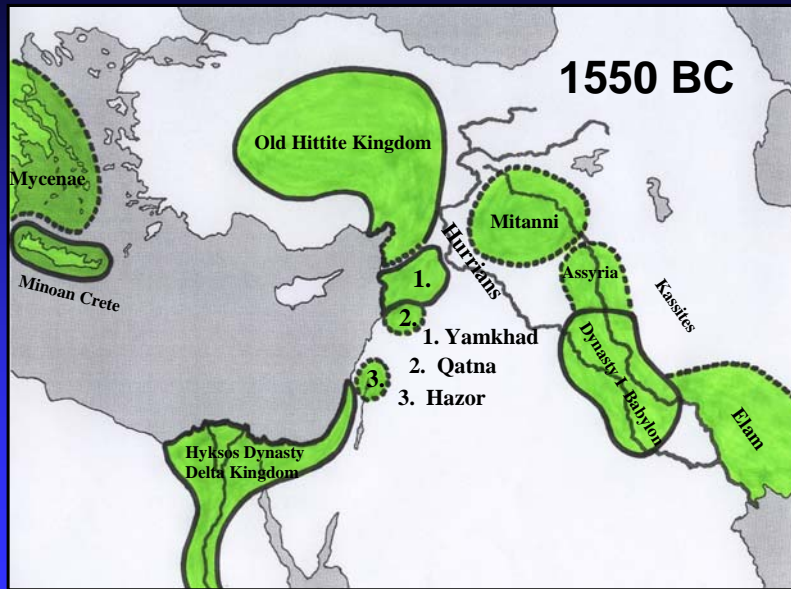 1550 BC
Old Hittite Kingdom
Mycenae
Minoan Crete
Mitanni
Hurrians
Assyria
Kassites
1.
2.
3.
1. Yamkhad
2. Qatna
3. Hazor
Dynasty I Babylon
Elam
Hyksos Dynasty
Delta Kingdom